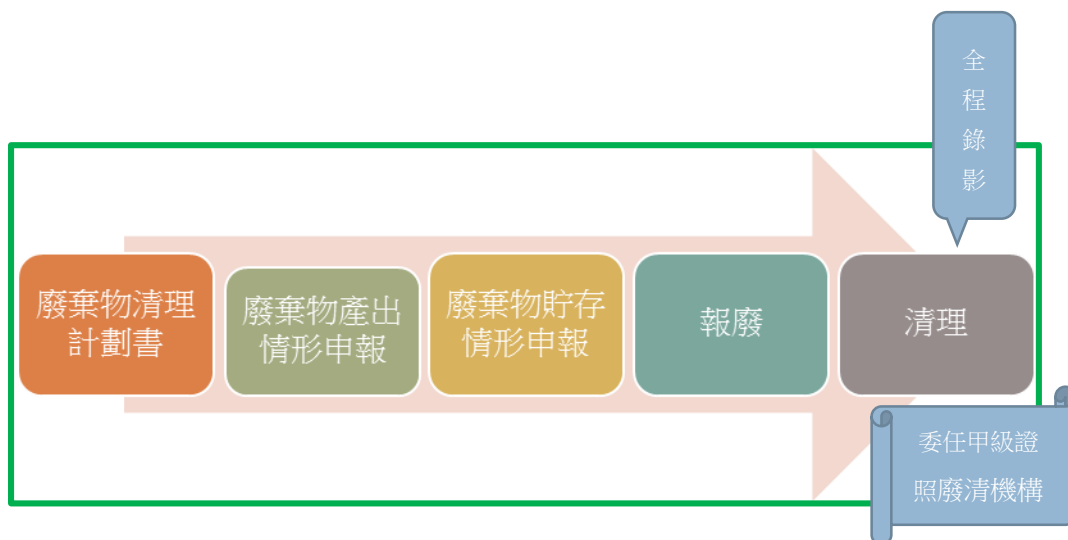 全
程
錄
影
廢棄物清理
計劃書
廢棄物產出
情形申報
廢棄物貯存
情形申報
報廢
清理
委任甲級證
照廢清機構